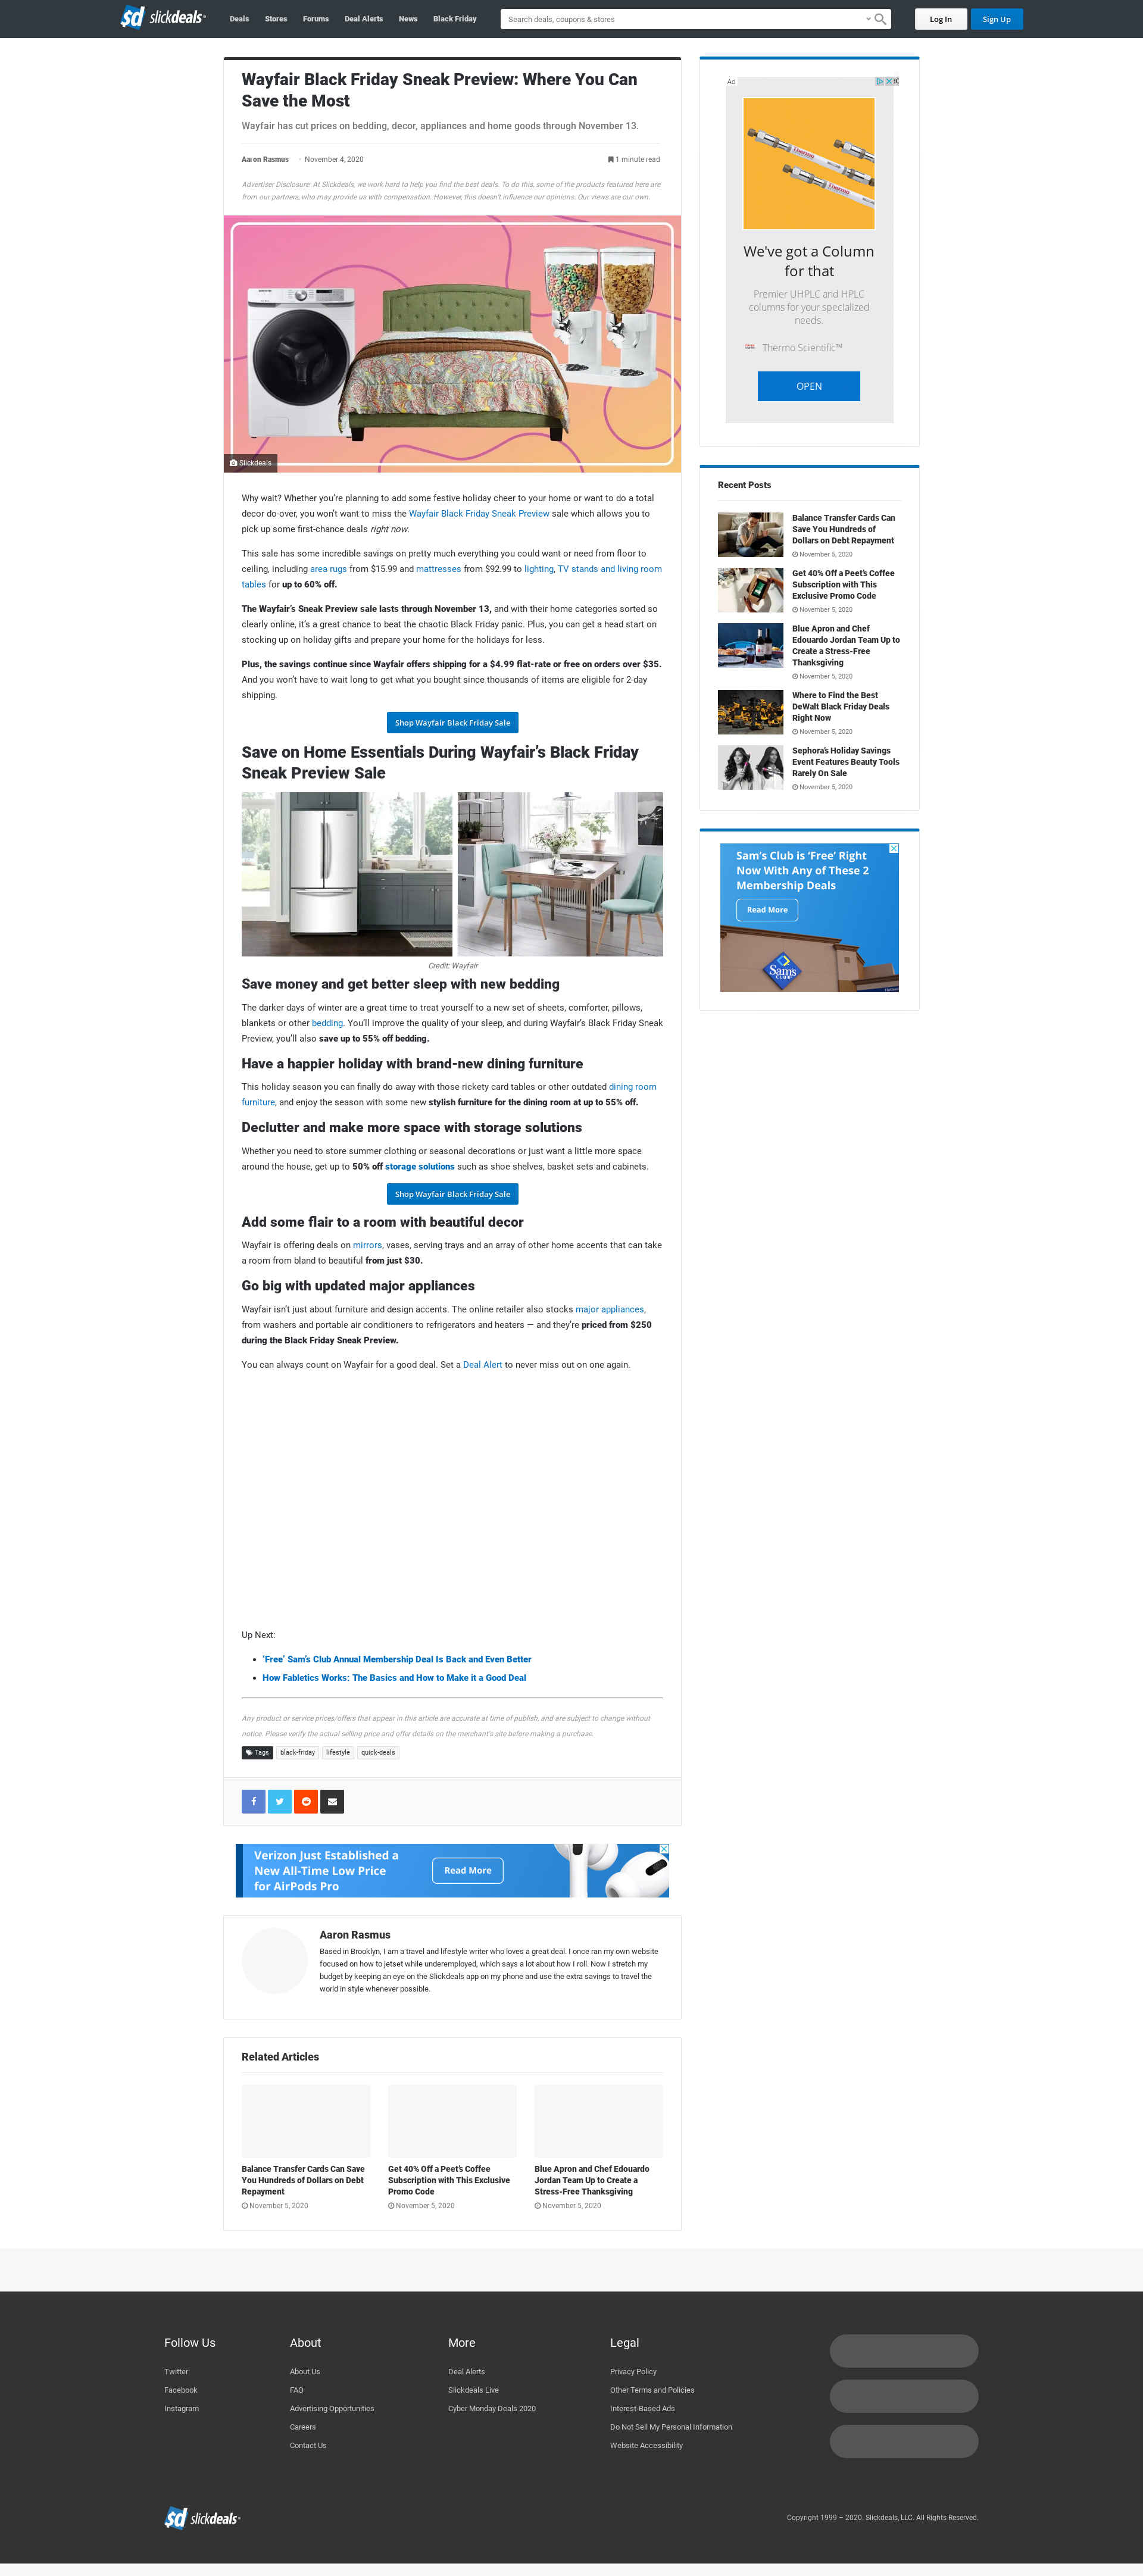 sd slickdeals
Deals
Stores
Forums
Deal Alerts
News
Black Friday
Search deals, coupons & stores
Log In
Sign Up
Wayfair Black Friday Sneak Preview: Where You Can
Save the Most
Wayfair has cut prices on bedding, decor, appliances and home goods through November 13.
Aaron Rasmus · November 4, 2020
1 minute read
Advertiser Disclosure: At Slickdeals, we work hard to help you find the best deals. To do this, some of the products featured here are
from our partners, who may provide us with compensation. However, this doesn't influence our opinions. Our views are our own.
Slickdeals
Why wait? Whether you're planning to add some festive holiday cheer to your home or want to do a total
decor do-over, you won't want to miss the Wayfair Black Friday Sneak Preview sale which allows you to
pick up some first-chance deals right now.
This sale has some incredible savings on pretty much everything you could want or need from floor to
ceiling, including area rugs from $15.99 and mattresses from $92.99 to lighting, TV stands and living room
tables for up to 60% off.
The Wayfair's Sneak Preview sale lasts through November 13, and with their home categories sorted so
clearly online, it's a great chance to beat the chaotic Black Friday panic. Plus, you can get a head start on
stocking up on holiday gifts and prepare your home for the holidays for less.
Plus, the savings continue since Wayfair offers shipping for a $4.99 flat-rate or free on orders over $35.
And you won't have to wait long to get what you bought since thousands of items are eligible for 2-day
shipping.
Shop Wayfair Black Friday Sale
Save on Home Essentials During Wayfair's Black Friday
Sneak Preview Sale
Credit: Wayfair
Save money and get better sleep with new bedding
The darker days of winter are a great time to treat yourself to a new set of sheets, comforter, pillows,
blankets or other bedding. You'll improve the quality of your sleep, and during Wayfair's Black Friday Sneak
Preview, you'll also save up to 55% off bedding.
Have a happier holiday with brand-new dining furniture
This holiday season you can finally do away with those rickety card tables or other outdated dining room
furniture, and enjoy the season with some new stylish furniture for the dining room at up to 55% off.
Declutter and make more space with storage solutions
Whether you need to store summer clothing or seasonal decorations or just want a little more space
around the house, get up to 50% off storage solutions such as shoe shelves, basket sets and cabinets.
Shop Wayfair Black Friday Sale
Add some flair to a room with beautiful decor
Wayfair is offering deals on mirrors, vases, serving trays and an array of other home accents that can take
a room from bland to beautiful from just $30.
Go big with updated major appliances
Wayfair isn't just about furniture and design accents. The online retailer also stocks major appliances,
from washers and portable air conditioners to refrigerators and heaters — and they're priced from $250
during the Black Friday Sneak Preview.
You can always count on Wayfair for a good deal. Set a Deal Alert to never miss out on one again.
Up Next:
• 'Free' Sam's Club Annual Membership Deal Is Back and Even Better
• How Fabletics Works: The Basics and How to Make it a Good Deal
Any product or service prices/offers that appear in this article are accurate at time of publish, and are subject to change without
notice. Please verify the actual selling price and offer details on the merchant's site before making a purchase.
Tags
black-friday
lifestyle
quick-deals
Verizon Just Established a
New All-Time Low Price
for AirPods Pro
Read More
Aaron Rasmus
Based in Brooklyn, I am a travel and lifestyle writer who loves a great deal. I once ran my own website
focused on how to jetset while underemployed, which says a lot about how I roll. Now I stretch my
budget by keeping an eye on the Slickdeals app on my phone and use the extra savings to travel the
world in style whenever possible.
Related Articles
Balance Transfer Cards Can Save
You Hundreds of Dollars on Debt
Repayment
November 5, 2020
Get 40% Off a Peet's Coffee
Subscription with This Exclusive
Promo Code
November 5, 2020
Blue Apron and Chef Edouardo
Jordan Team Up to Create a
Stress-Free Thanksgiving
November 5, 2020
Ad
We've got a Column
for that
Premier UHPLC and HPLC
columns for your specialized
needs.
Thermo Scientific™
OPEN
Recent Posts
Balance Transfer Cards Can
Save You Hundreds of
Dollars on Debt Repayment
November 5, 2020
Get 40% Off a Peet's Coffee
Subscription with This
Exclusive Promo Code
November 5, 2020
Blue Apron and Chef
Edouardo Jordan Team Up to
Create a Stress-Free
Thanksgiving
November 5, 2020
Where to Find the Best
DeWalt Black Friday Deals
Right Now
November 5, 2020
Sephora's Holiday Savings
Event Features Beauty Tools
Rarely On Sale
November 5, 2020
Sam's Club is 'Free' Right
Now With Any of These 2
Membership Deals
Read More
Sam's
CLUB
Follow Us
Twitter
Facebook
Instagram
About
About Us
FAQ
Advertising Opportunities
Careers
Contact Us
More
Deal Alerts
Slickdeals Live
Cyber Monday Deals 2020
Legal
Privacy Policy
Other Terms and Policies
Interest-Based Ads
Do Not Sell My Personal Information
Website Accessibility
sd slickdeals
Copyright 1999 – 2020. Slickdeals, LLC. All Rights Reserved.